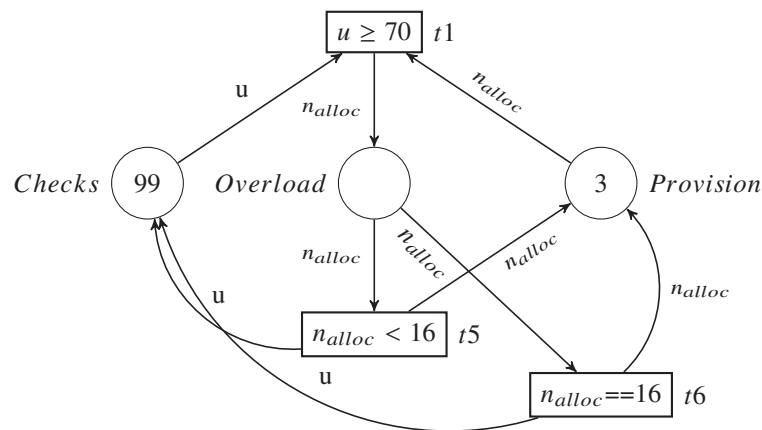 u ≥ 70 t1
u
n_alloc
n_alloc
Checks 99 Overload 3 Provision
n_alloc
n_alloc
n_alloc
u
n_alloc
n_alloc < 16 t5
u
n_alloc==16 t6